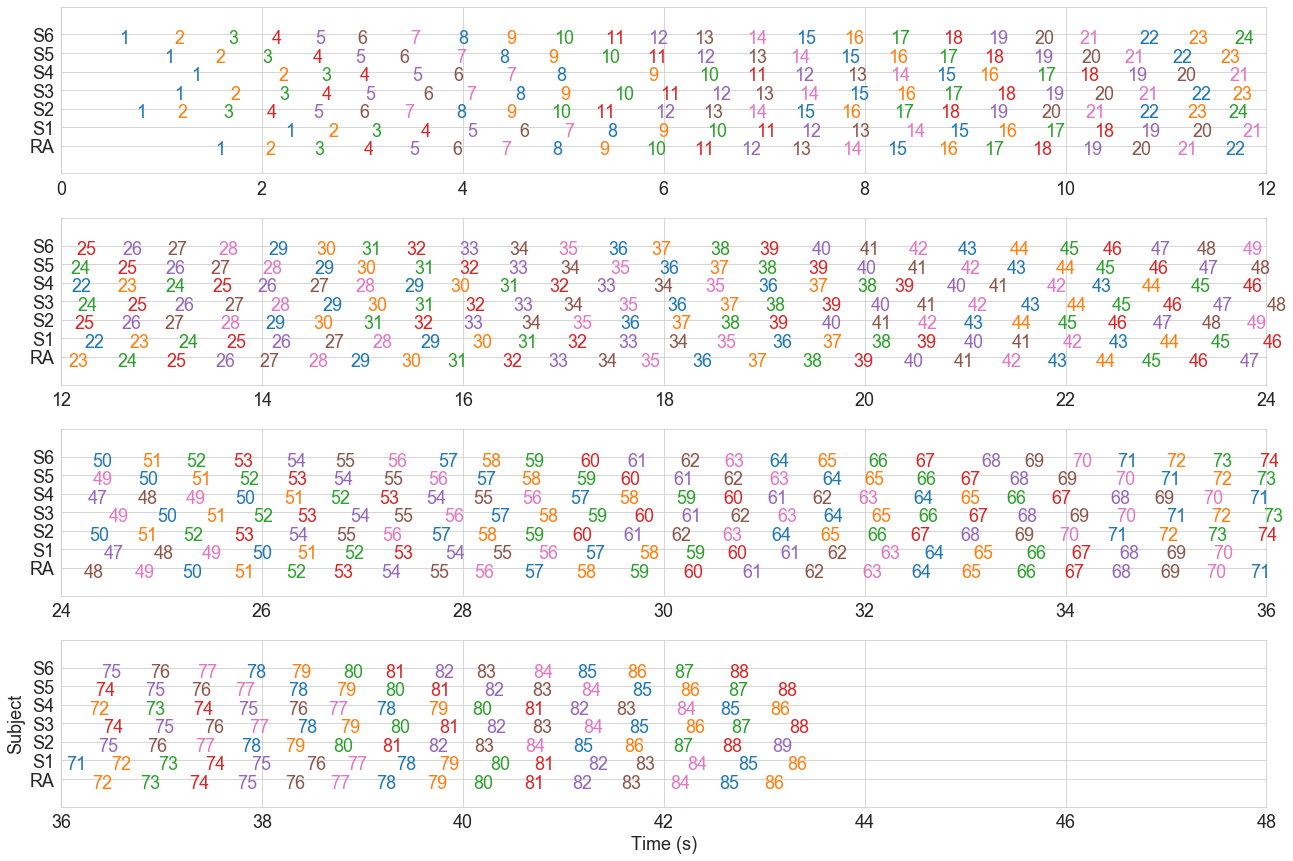 S6 1 2 3 4 5 6 7 8 9 10 11 12 13 14 15 16 17 18 19 20 21 22 23 24
S5 1 2 3 4 5 6 7 8 9 10 11 12 13 14 15 16 17 18 19 20 21 22 23
S4 1 2 3 4 5 6 7 8 9 10 11 12 13 14 15 16 17 18 19 20 21
S3 1 2 3 4 5 6 7 8 9 10 11 12 13 14 15 16 17 18 19 20 21 22 23
S2 1 2 3 4 5 6 7 8 9 10 11 12 13 14 15 16 17 18 19 20 21 22 23 24
S1 1 2 3 4 5 6 7 8 9 10 11 12 13 14 15 16 17 18 19 20 21
RA 1 2 3 4 5 6 7 8 9 10 11 12 13 14 15 16 17 18 19 20 21 22
0 2 4 6 8 10 12
S6 25 26 27 28 29 30 31 32 33 34 35 36 37 38 39 40 41 42 43 44 45 46 47 48 49
S5 24 25 26 27 28 29 30 31 32 33 34 35 36 37 38 39 40 41 42 43 44 45 46 47 48
S4 22 23 24 25 26 27 28 29 30 31 32 33 34 35 36 37 38 39 40 41 42 43 44 45 46
S3 24 25 26 27 28 29 30 31 32 33 34 35 36 37 38 39 40 41 42 43 44 45 46 47 48
S2 25 26 27 28 29 30 31 32 33 34 35 36 37 38 39 40 41 42 43 44 45 46 47 48 49
S1 22 23 24 25 26 27 28 29 30 31 32 33 34 35 36 37 38 39 40 41 42 43 44 45 46
RA 23 24 25 26 27 28 29 30 31 32 33 34 35 36 37 38 39 40 41 42 43 44 45 46 47
12 14 16 18 20 22 24
S6 50 51 52 53 54 55 56 57 58 59 60 61 62 63 64 65 66 67 68 69 70 71 72 73 74
S5 49 50 51 52 53 54 55 56 57 58 59 60 61 62 63 64 65 66 67 68 69 70 71 72 73
S4 47 48 49 50 51 52 53 54 55 56 57 58 59 60 61 62 63 64 65 66 67 68 69 70 71
S3 49 50 51 52 53 54 55 56 57 58 59 60 61 62 63 64 65 66 67 68 69 70 71 72 73
S2 50 51 52 53 54 55 56 57 58 59 60 61 62 63 64 65 66 67 68 69 70 71 72 73 74
S1 47 48 49 50 51 52 53 54 55 56 57 58 59 60 61 62 63 64 65 66 67 68 69 70
RA 48 49 50 51 52 53 54 55 56 57 58 59 60 61 62 63 64 65 66 67 68 69 70 71
24 26 28 30 32 34 36
Subject
S6 75 76 77 78 79 80 81 82 83 84 85 86 87 88
S5 74 75 76 77 78 79 80 81 82 83 84 85 86 87 88
S4 72 73 74 75 76 77 78 79 80 81 82 83 84 85 86
S3 74 75 76 77 78 79 80 81 82 83 84 85 86 87 88
S2 75 76 77 78 79 80 81 82 83 84 85 86 87 88 89
S1 71 72 73 74 75 76 77 78 79 80 81 82 83 84 85 86
RA 72 73 74 75 76 77 78 79 80 81 82 83 84 85 86
36 38 40 42 44 46 48
Time (s)